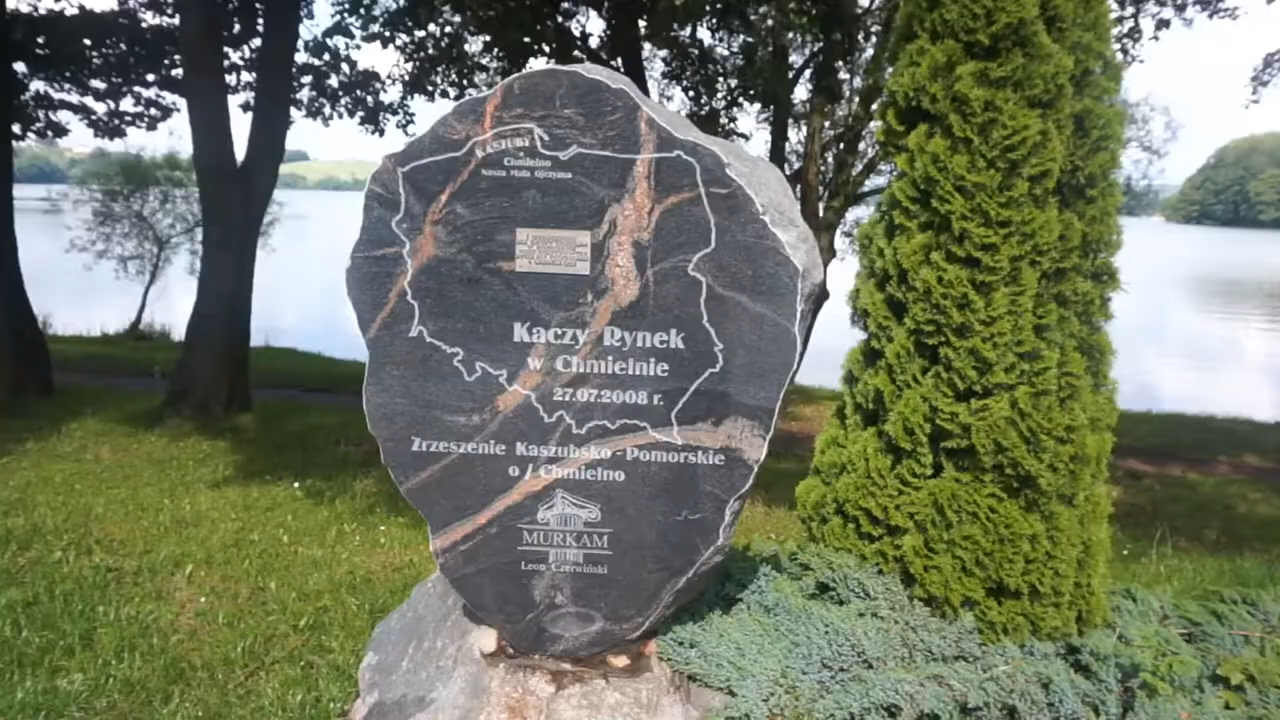 KASZUBY
Chmielno
Nasza Mała Ojczyzna
Kaczy Rynek
w Chmielnie
27.07.2008 r.
Zrzeszenie Kaszubsko-Pomorskie
o / Chmielno
MURKAM
Leon Czerwiński